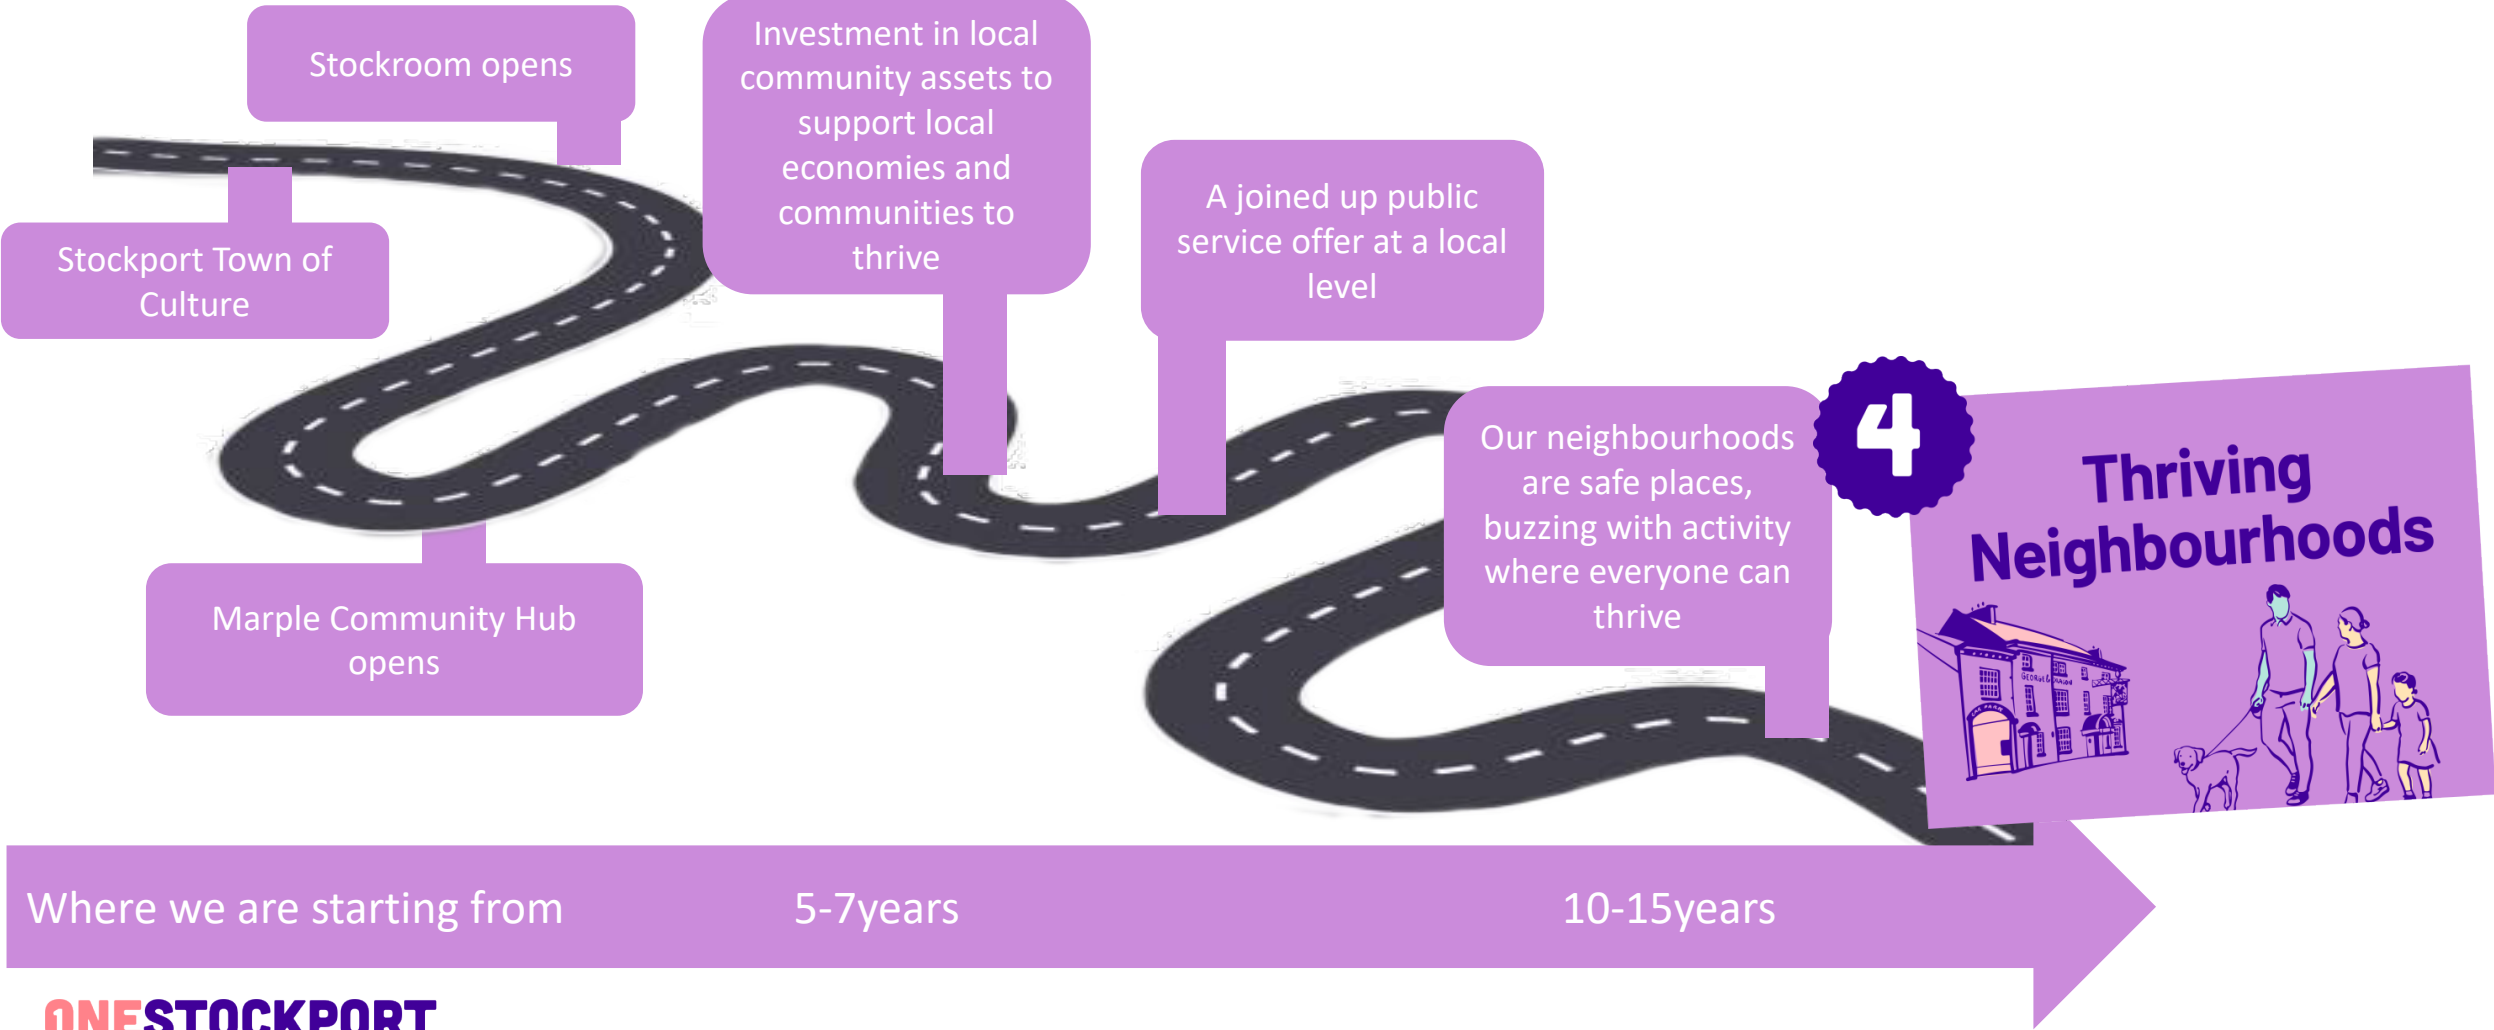 Stockroom opens
Stockport Town of
Culture
Marple Community Hub
opens
Investment in local
community assets to
support local
economies and
communities to
thrive
A joined up public
service offer at a local
level
Our neighbourhoods
are safe places,
buzzing with activity
where everyone can
thrive
4
Thriving
Neighbourhoods
GEORGE &
Where we are starting from
5-7years
10-15years
ONESTOCKPORT